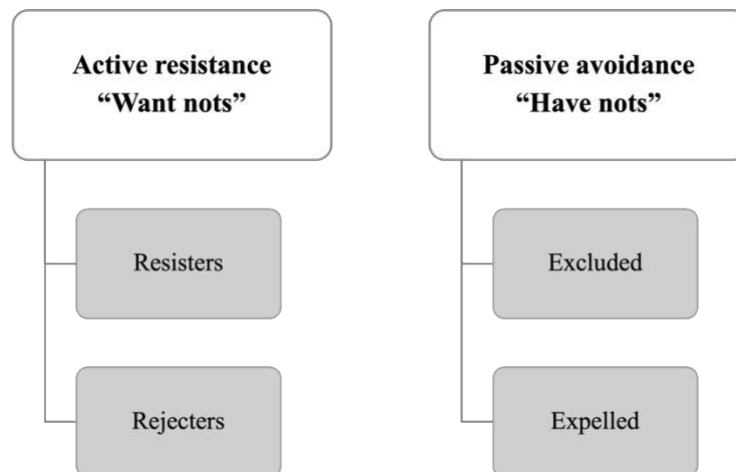 Active resistance
“Want nots”
Resisters
Rejecters
Passive avoidance
“Have nots”
Excluded
Expelled